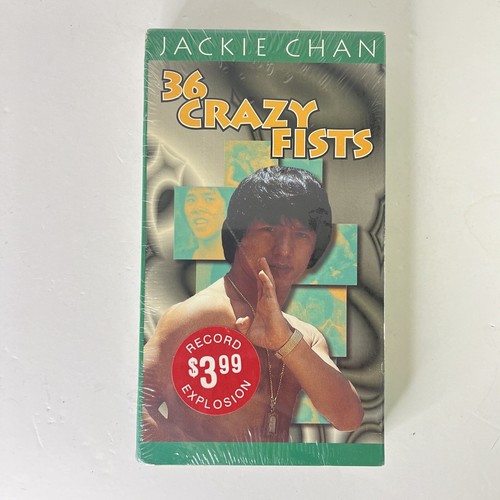 JACKIE CHAN
36
CRAZY
FISTS
RECORD
$3.99
EXPLOSION